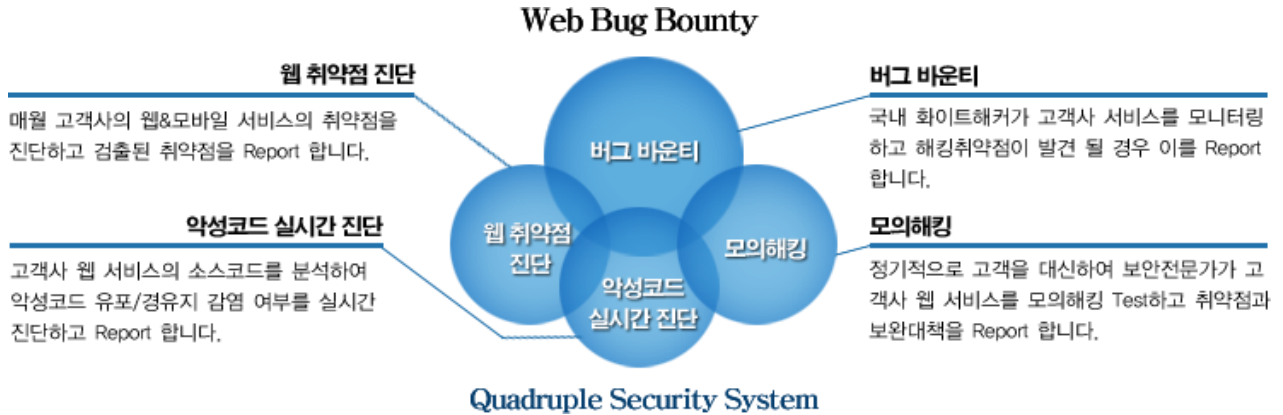 Web Bug Bounty
웹 취약점 진단
매월 고객사의 웹&모바일 서비스의 취약점을
진단하고 검출된 취약점을 Report 합니다.
악성코드 실시간 진단
고객사 웹 서비스의 소스코드를 분석하여
악성코드 유포/경유지 감염 여부를 실시간
진단하고 Report 합니다.
버그 바운티
웹 취약점
진단
모의해킹
악성코드
실시간 진단
버그 바운티
국내 화이트해커가 고객사 서비스를 모니터링
하고 해킹취약점이 발견 될 경우 이를 Report
합니다.
모의해킹
정기적으로 고객을 대신하여 보안전문가가 고
객사 웹 서비스를 모의해킹 Test하고 취약점과
보완대책을 Report 합니다.
Quadruple Security System